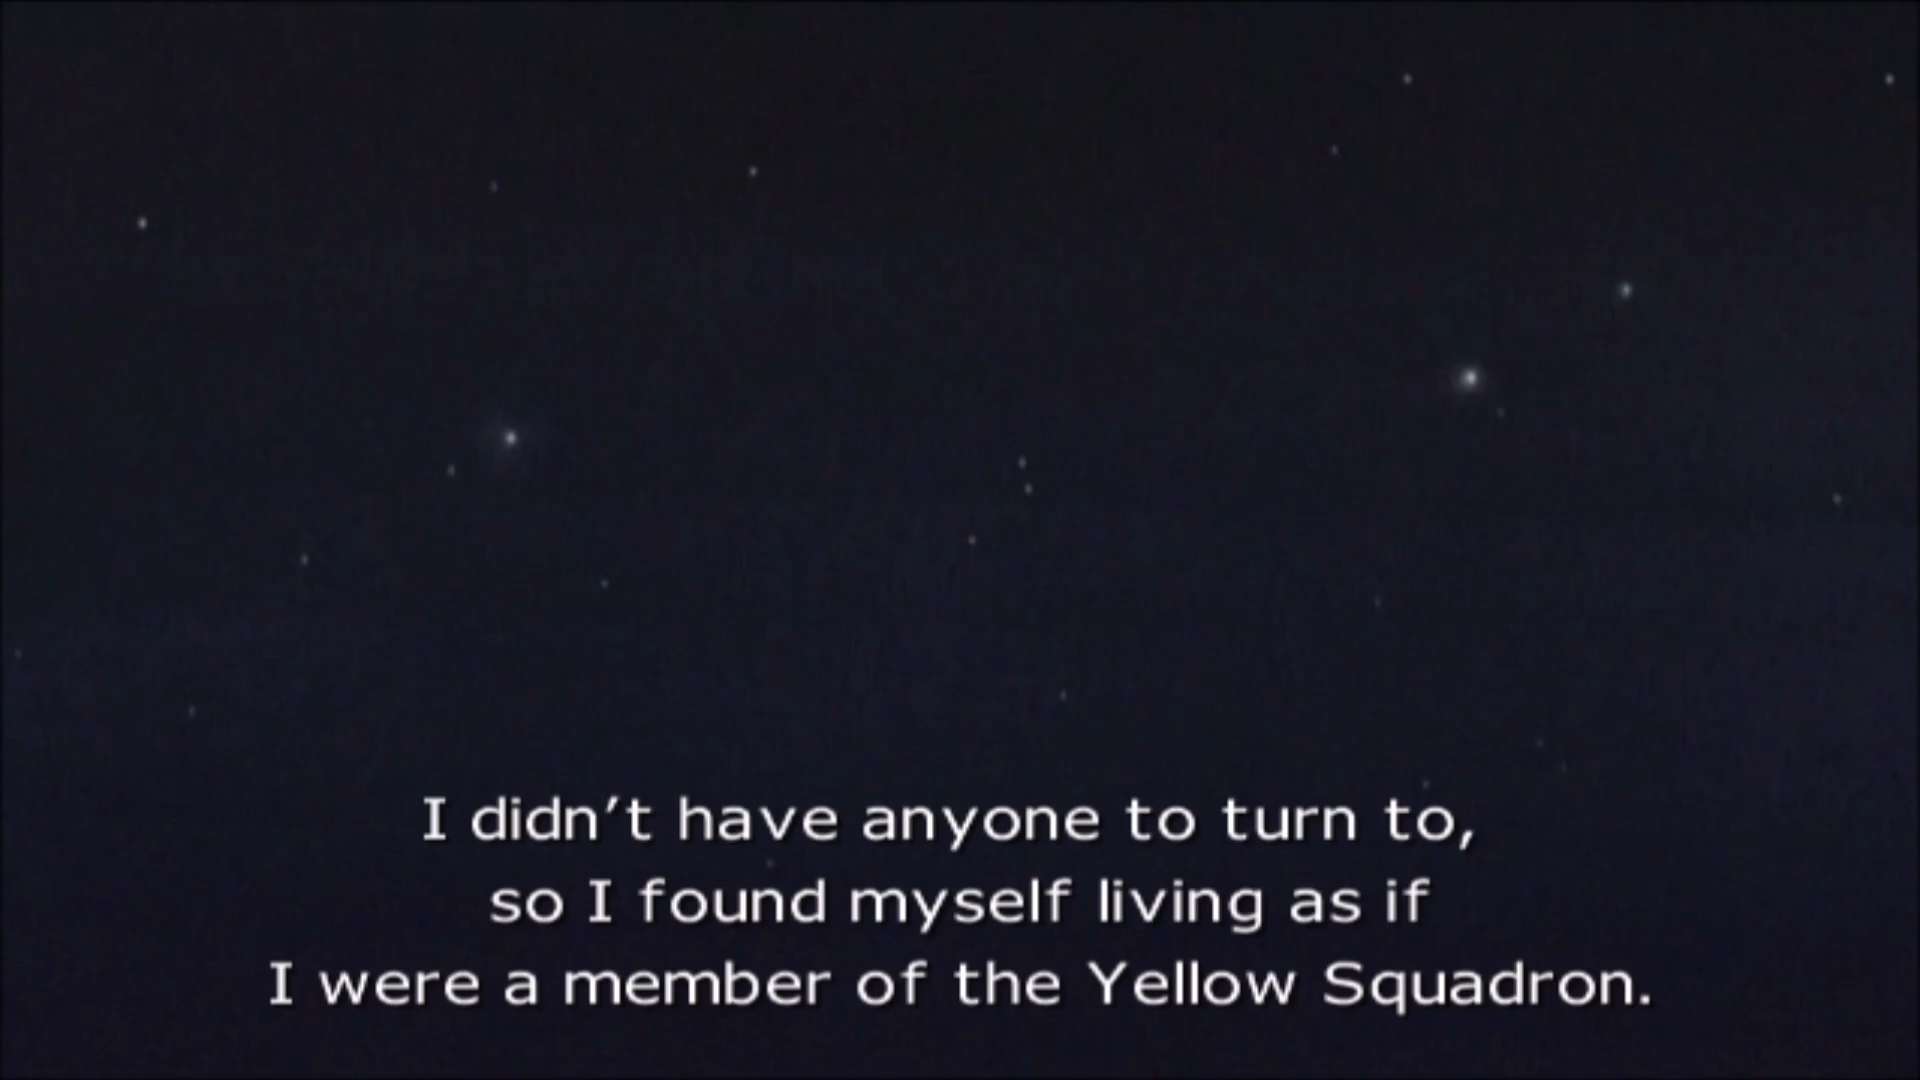 I didn’t have anyone to turn to,
so I found myself living as if
I were a member of the Yellow Squadron.